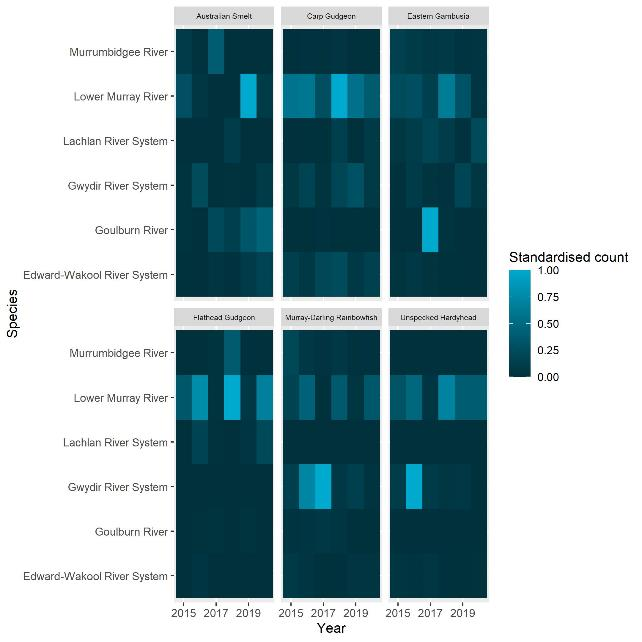 Australian Smelt Carp Gudgeon Eastern Gambusia
Murrumbidgee River
Lower Murray River
Lachlan River System
Gwydir River System
Goulburn River
Edward-Wakool River System
Species
Standardised count
1.00
0.75
0.50
0.25
0.00
Flathead Gudgeon Murray-Darling Rainbowfish Unspecked Hardyhead
Murrumbidgee River
Lower Murray River
Lachlan River System
Gwydir River System
Goulburn River
Edward-Wakool River System
2015 2017 2019 2015 2017 2019 2015 2017 2019
Year